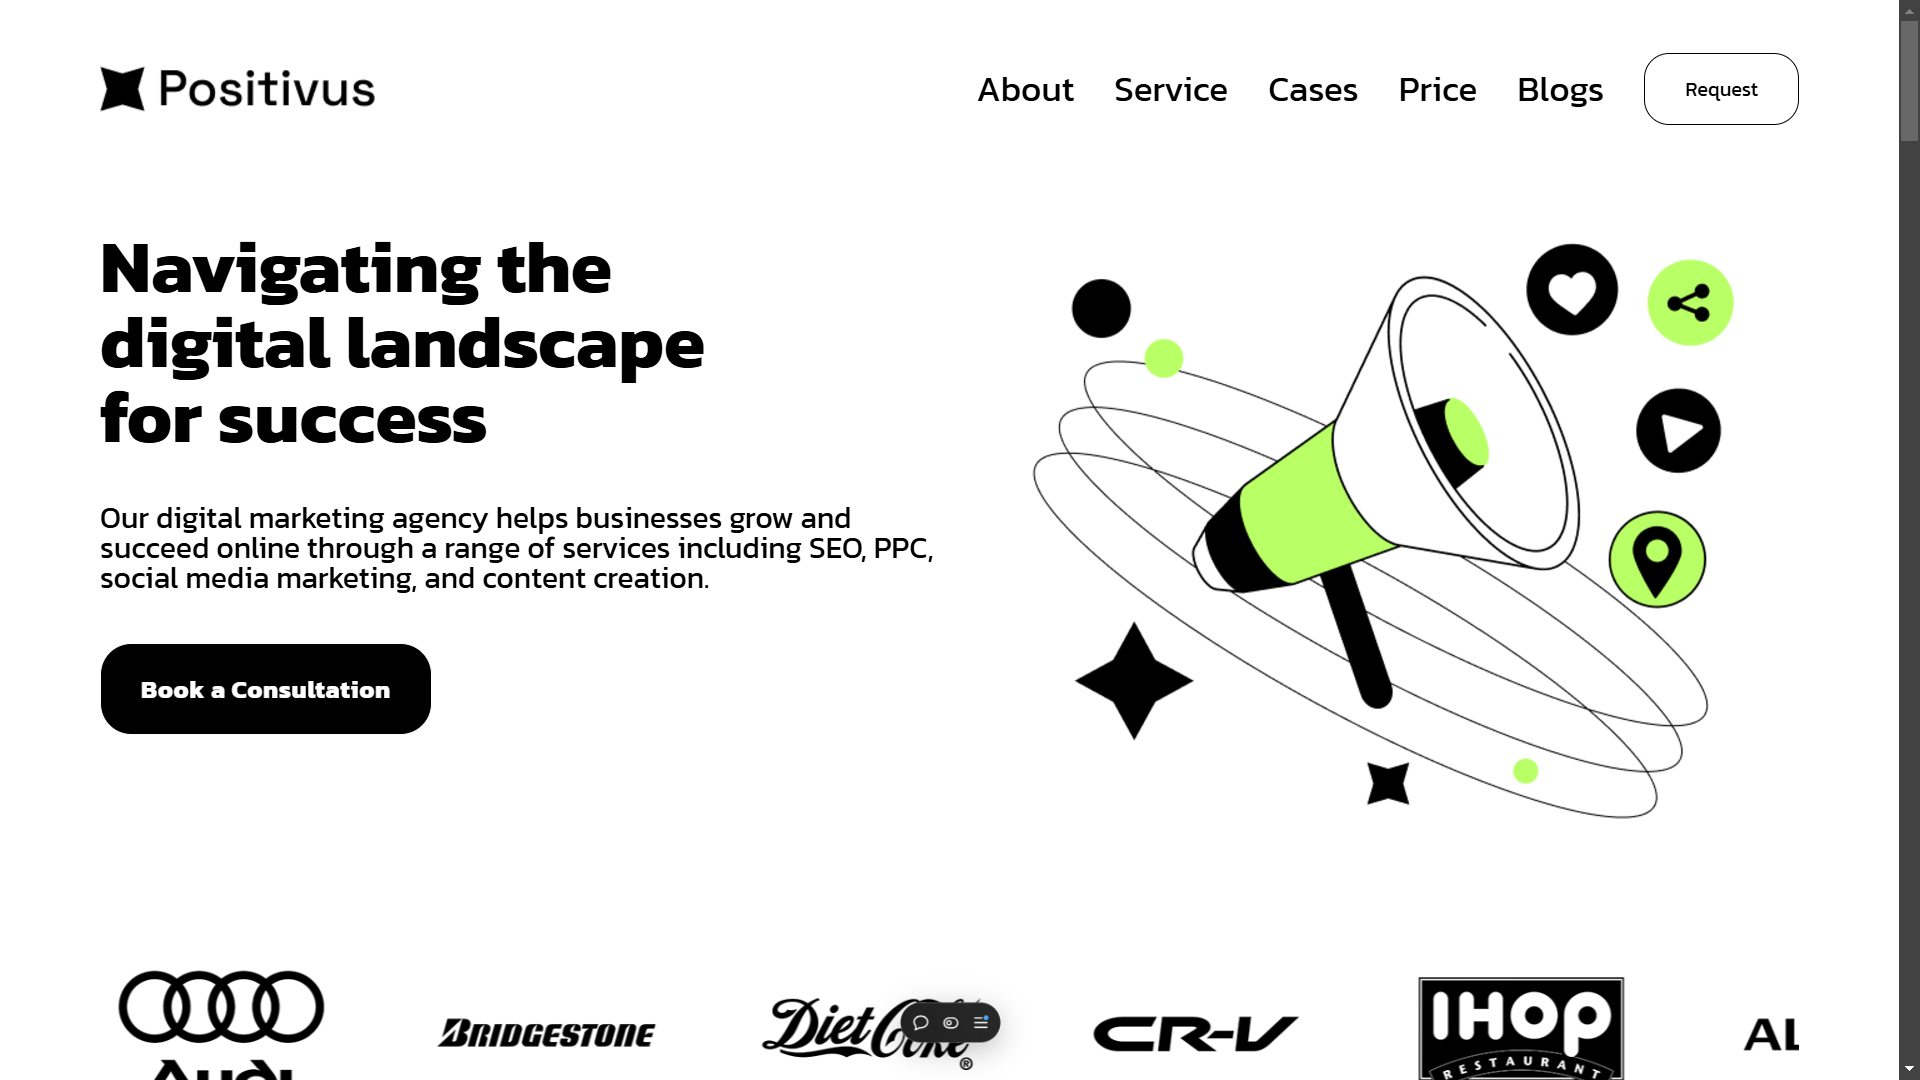 Positivus
About Service Cases Price Blogs Request
Navigating the
digital landscape
for success
Our digital marketing agency helps businesses grow and
succeed online through a range of services including SEO, PPC,
social media marketing, and content creation.
Book a Consultation
Audi
BRIDGESTONE
Diet Coke®
CR-V
IHOP
RESTAURANT